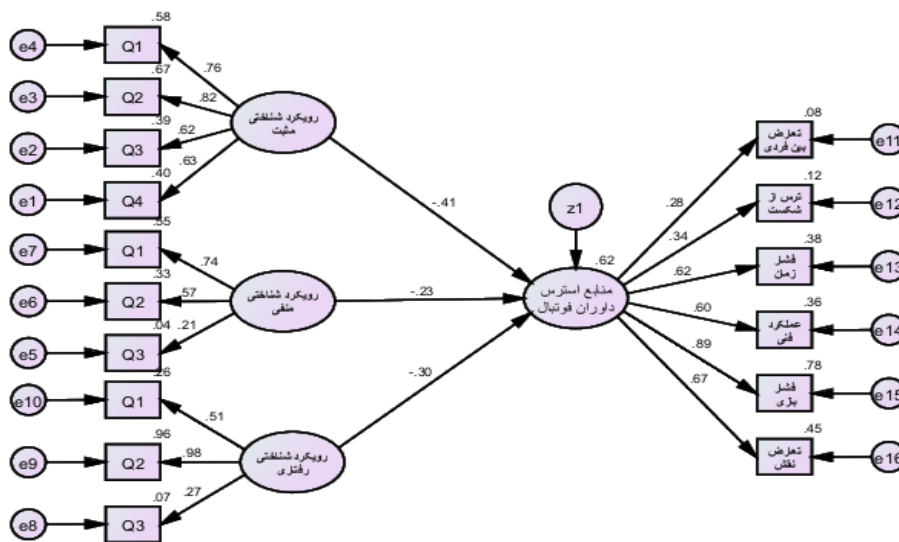 .58
e4 Q1
.76
.67
e3 Q2
.82
.39
e2 Q3
.62
.63
.40
e1 Q4
رویکرد شناختی
مثبت
.55
e7 Q1
.74
.33
e6 Q2
.57
.04
e5 Q3
.21
رویکرد شناختی
منفی
.26
e10 Q1
.51
.96
e9 Q2
.98
.07
e8 Q3
.27
رویکرد شناختی
رفتاری
-.41
-.23
-.30
z1
.62
منابع استرس
داوران فوتبال
.28
.08
تعارض
بین فردی
e11
.34
.12
ترس از
شکست
e12
.62
.38
فشار
زمان
e13
.60
.36
عملکرد
فنی
e14
.89
.78
فشار
بازی
e15
.67
.45
تعارض
نقش
e16